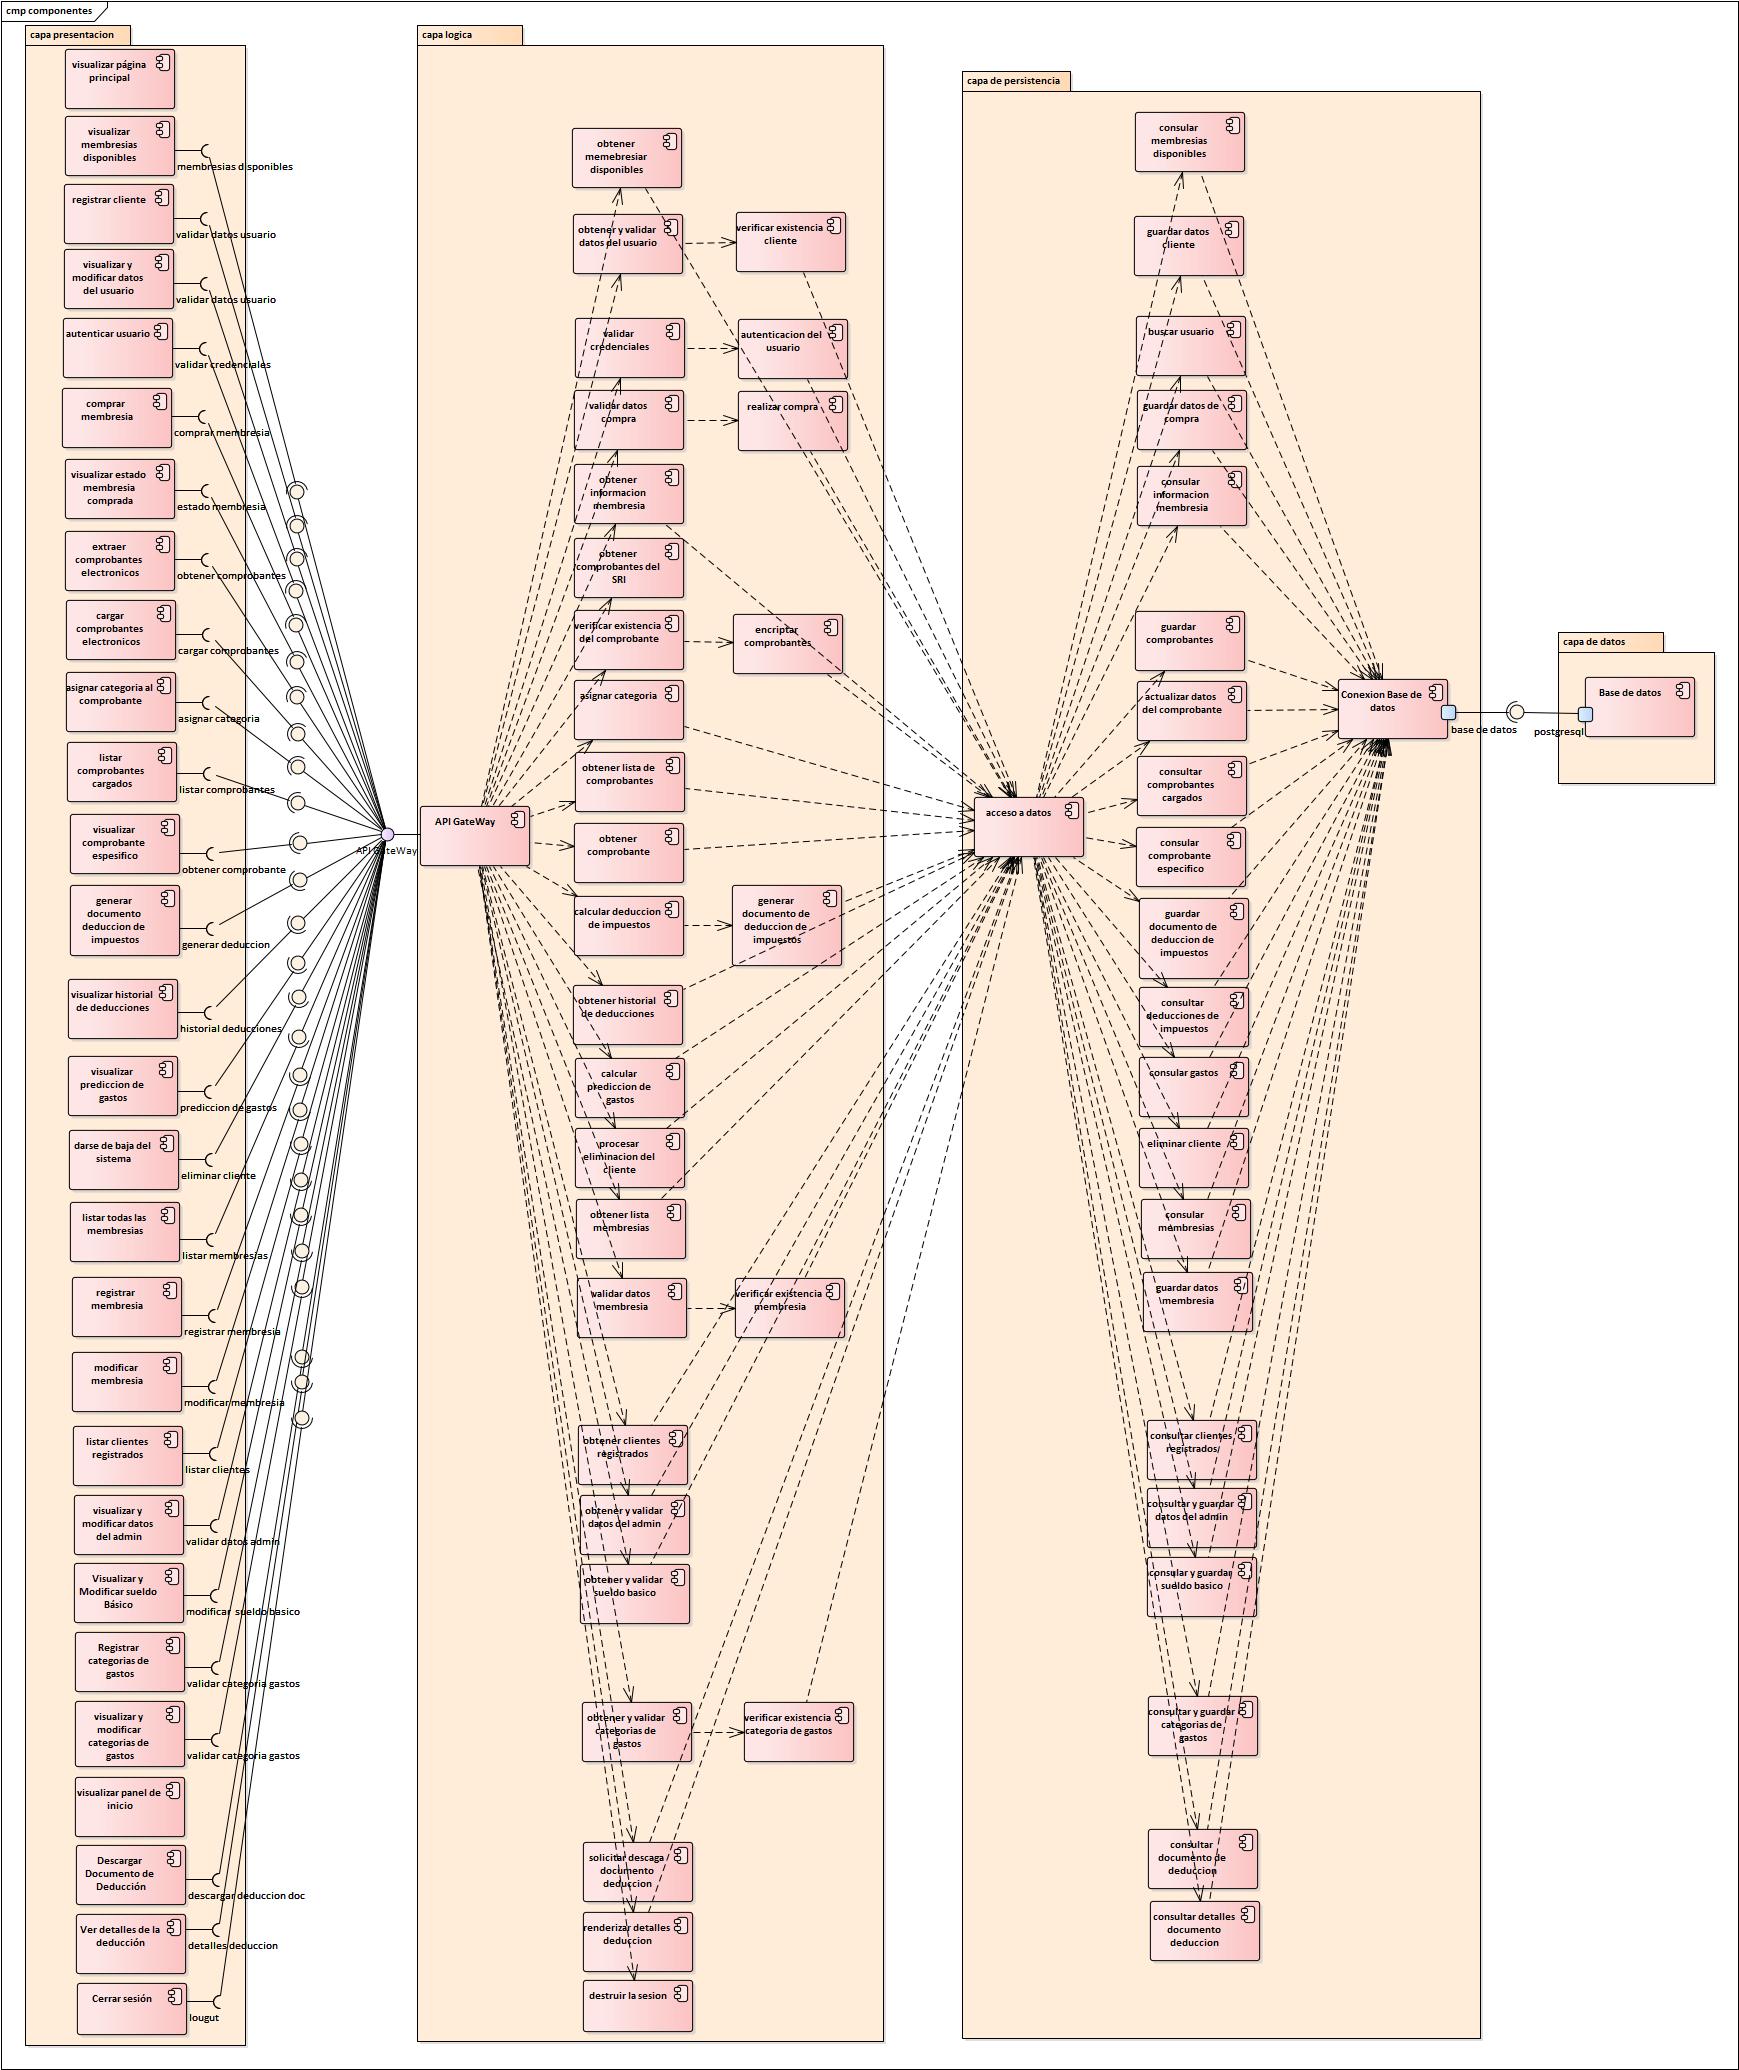 cmp componentes
capa presentacion
visualizar página
principal
visualizar
membresias
disponibles
membresias disponibles
registrar cliente
validar datos usuario
visualizar y
modificar datos
del usuario
validar datos usuario
autenticar usuario
validar credenciales
comprar
membresia
comprar membresia
visualizar estado
membresia
comprada
estado membresia
extraer
comprobantes
electronicos
obtener comprobantes
cargar
comprobantes
electronicos
cargar comprobantes
asignar categoria al
comprobante
asignar categoria
listar
comprobantes
cargados
listar comprobantes
visualizar
comprobante
espesifico
obtener comprobante
generar
documento
deduccion de
impuestos
generar deduccion
visualizar historial
de deducciones
historial deducciones
visualizar
prediccion de
gastos
prediccion de gastos
darse de baja del
sistema
eliminar cliente
listar todas las
membresias
listar membresias
registrar
membresia
registrar membresia
modificar
membresia
modificar membresia
listar clientes
registrados
listar clientes
visualizar y
modificar datos
del admin
validar datos admin
Visualizar y
Modificar sueldo
Básico
modificar sueldo basico
Registrar
categorias de
gastos
validar categoria gastos
visualizar y
modificar
categorias de
gastos
validar categoria gastos
visualizar panel de
inicio
Descargar
Documento de
Deducción
descargar deduccion doc
Ver detalles de la
deducción
detalles deduccion
Cerrar sesión
lougut
API GateWay
capa logica
API GateWay
obtener
memebresiar
disponibles
obtener y validar
datos del usuario
verificar existencia
cliente
validar
credenciales
autenticacion del
usuario
validar datos
compra
realizar compra
obtener
informacion
membresia
obtener
comprobantes del
SRI
verificar existencia
del comprobante
encriptar
comprobantes
asignar categoria
obtener lista de
comprobantes
obtener
comprobante
calcular deduccion
de impuestos
generar
documento de
deduccion de
impuestos
obtener historial
de deducciones
calcular
prediccion de
gastos
procesar
eliminacion del
cliente
obtener lista
membresias
validar datos
membresia
verificar existencia
membresia
obtener clientes
registrados
obtener y validar
datos del admin
obtener y validar
sueldo basico
obtener y validar
categorias de
gastos
verificar existencia
categoria de gastos
solicitar descaga
documento
deduccion
renderizar detalles
deduccion
destruir la sesion
capa de persistencia
acceso a datos
consular
membresias
disponibles
guardar datos
cliente
buscar usuario
guardar datos de
compra
consular
informacion
membresia
guardar
comprobantes
actualizar datos
del comprobante
consultar
comprobantes
cargados
consular
comprobante
especifico
guardar
documento de
deduccion de
impuestos
consultar
deducciones de
impuestos
consular gastos
eliminar cliente
consular
membresias
guardar datos
membresia
consultar clientes
registrados
consultar y guardar
datos del admin
consular y guardar
sueldo basico
consultar y guardar
categorias de
gastos
consultar
documento de
deduccion
consultar detalles
documento
deduccion
Conexion Base de
datos
base de datos
capa de datos
Base de datos
postgresql